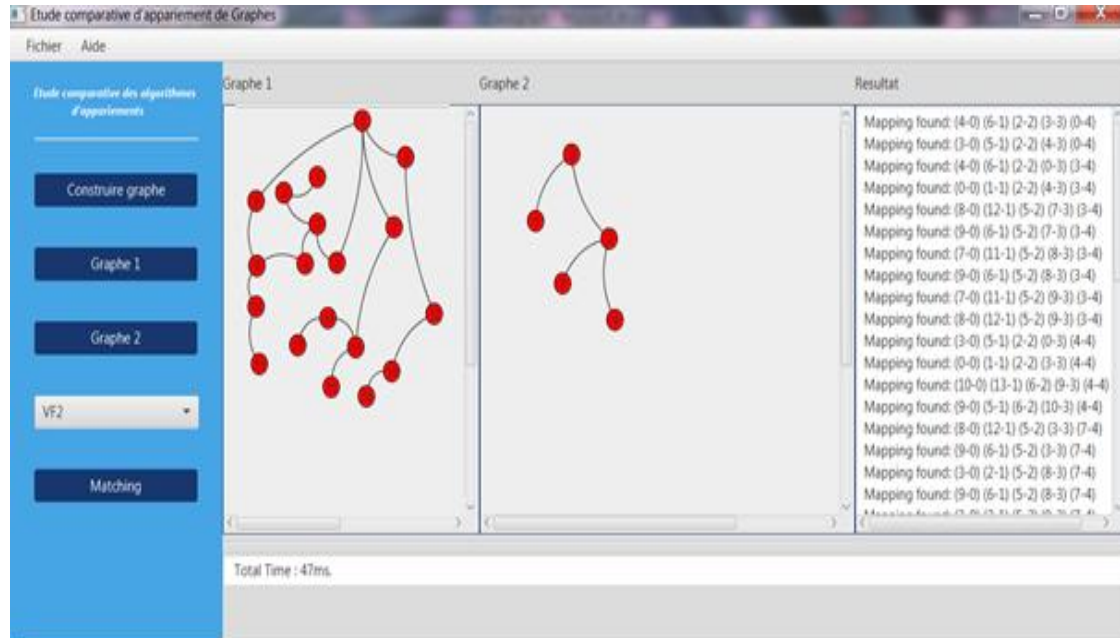 Etude comparative d'appariement de Graphes
Fichier Aide
Etude comparative des algorithmes
d'appariements
Construire graphe
Graphe 1
Graphe 2
VF2
Matching
Graphe 1
Graphe 2
Resultat
Mapping found: (4-0) (6-1) (2-2) (3-3) (0-4)
Mapping found: (3-0) (5-1) (2-2) (4-3) (0-4)
Mapping found: (4-0) (6-1) (2-2) (0-3) (3-4)
Mapping found: (0-0) (1-1) (2-2) (4-3) (3-4)
Mapping found: (8-0) (12-1) (5-2) (7-3) (3-4)
Mapping found: (9-0) (6-1) (5-2) (7-3) (3-4)
Mapping found: (7-0) (11-1) (5-2) (8-3) (3-4)
Mapping found: (9-0) (6-1) (5-2) (8-3) (3-4)
Mapping found: (7-0) (11-1) (5-2) (9-3) (3-4)
Mapping found: (8-0) (12-1) (5-2) (9-3) (3-4)
Mapping found: (3-0) (5-1) (2-2) (0-3) (4-4)
Mapping found: (0-0) (1-1) (2-2) (3-3) (4-4)
Mapping found: (10-0) (13-1) (6-2) (9-3) (4-4)
Mapping found: (9-0) (5-1) (6-2) (10-3) (4-4)
Mapping found: (8-0) (12-1) (5-2) (3-3) (7-4)
Mapping found: (9-0) (6-1) (5-2) (3-3) (7-4)
Mapping found: (3-0) (2-1) (5-2) (8-3) (7-4)
Mapping found: (9-0) (6-1) (5-2) (8-3) (7-4)
Total Time : 47ms.